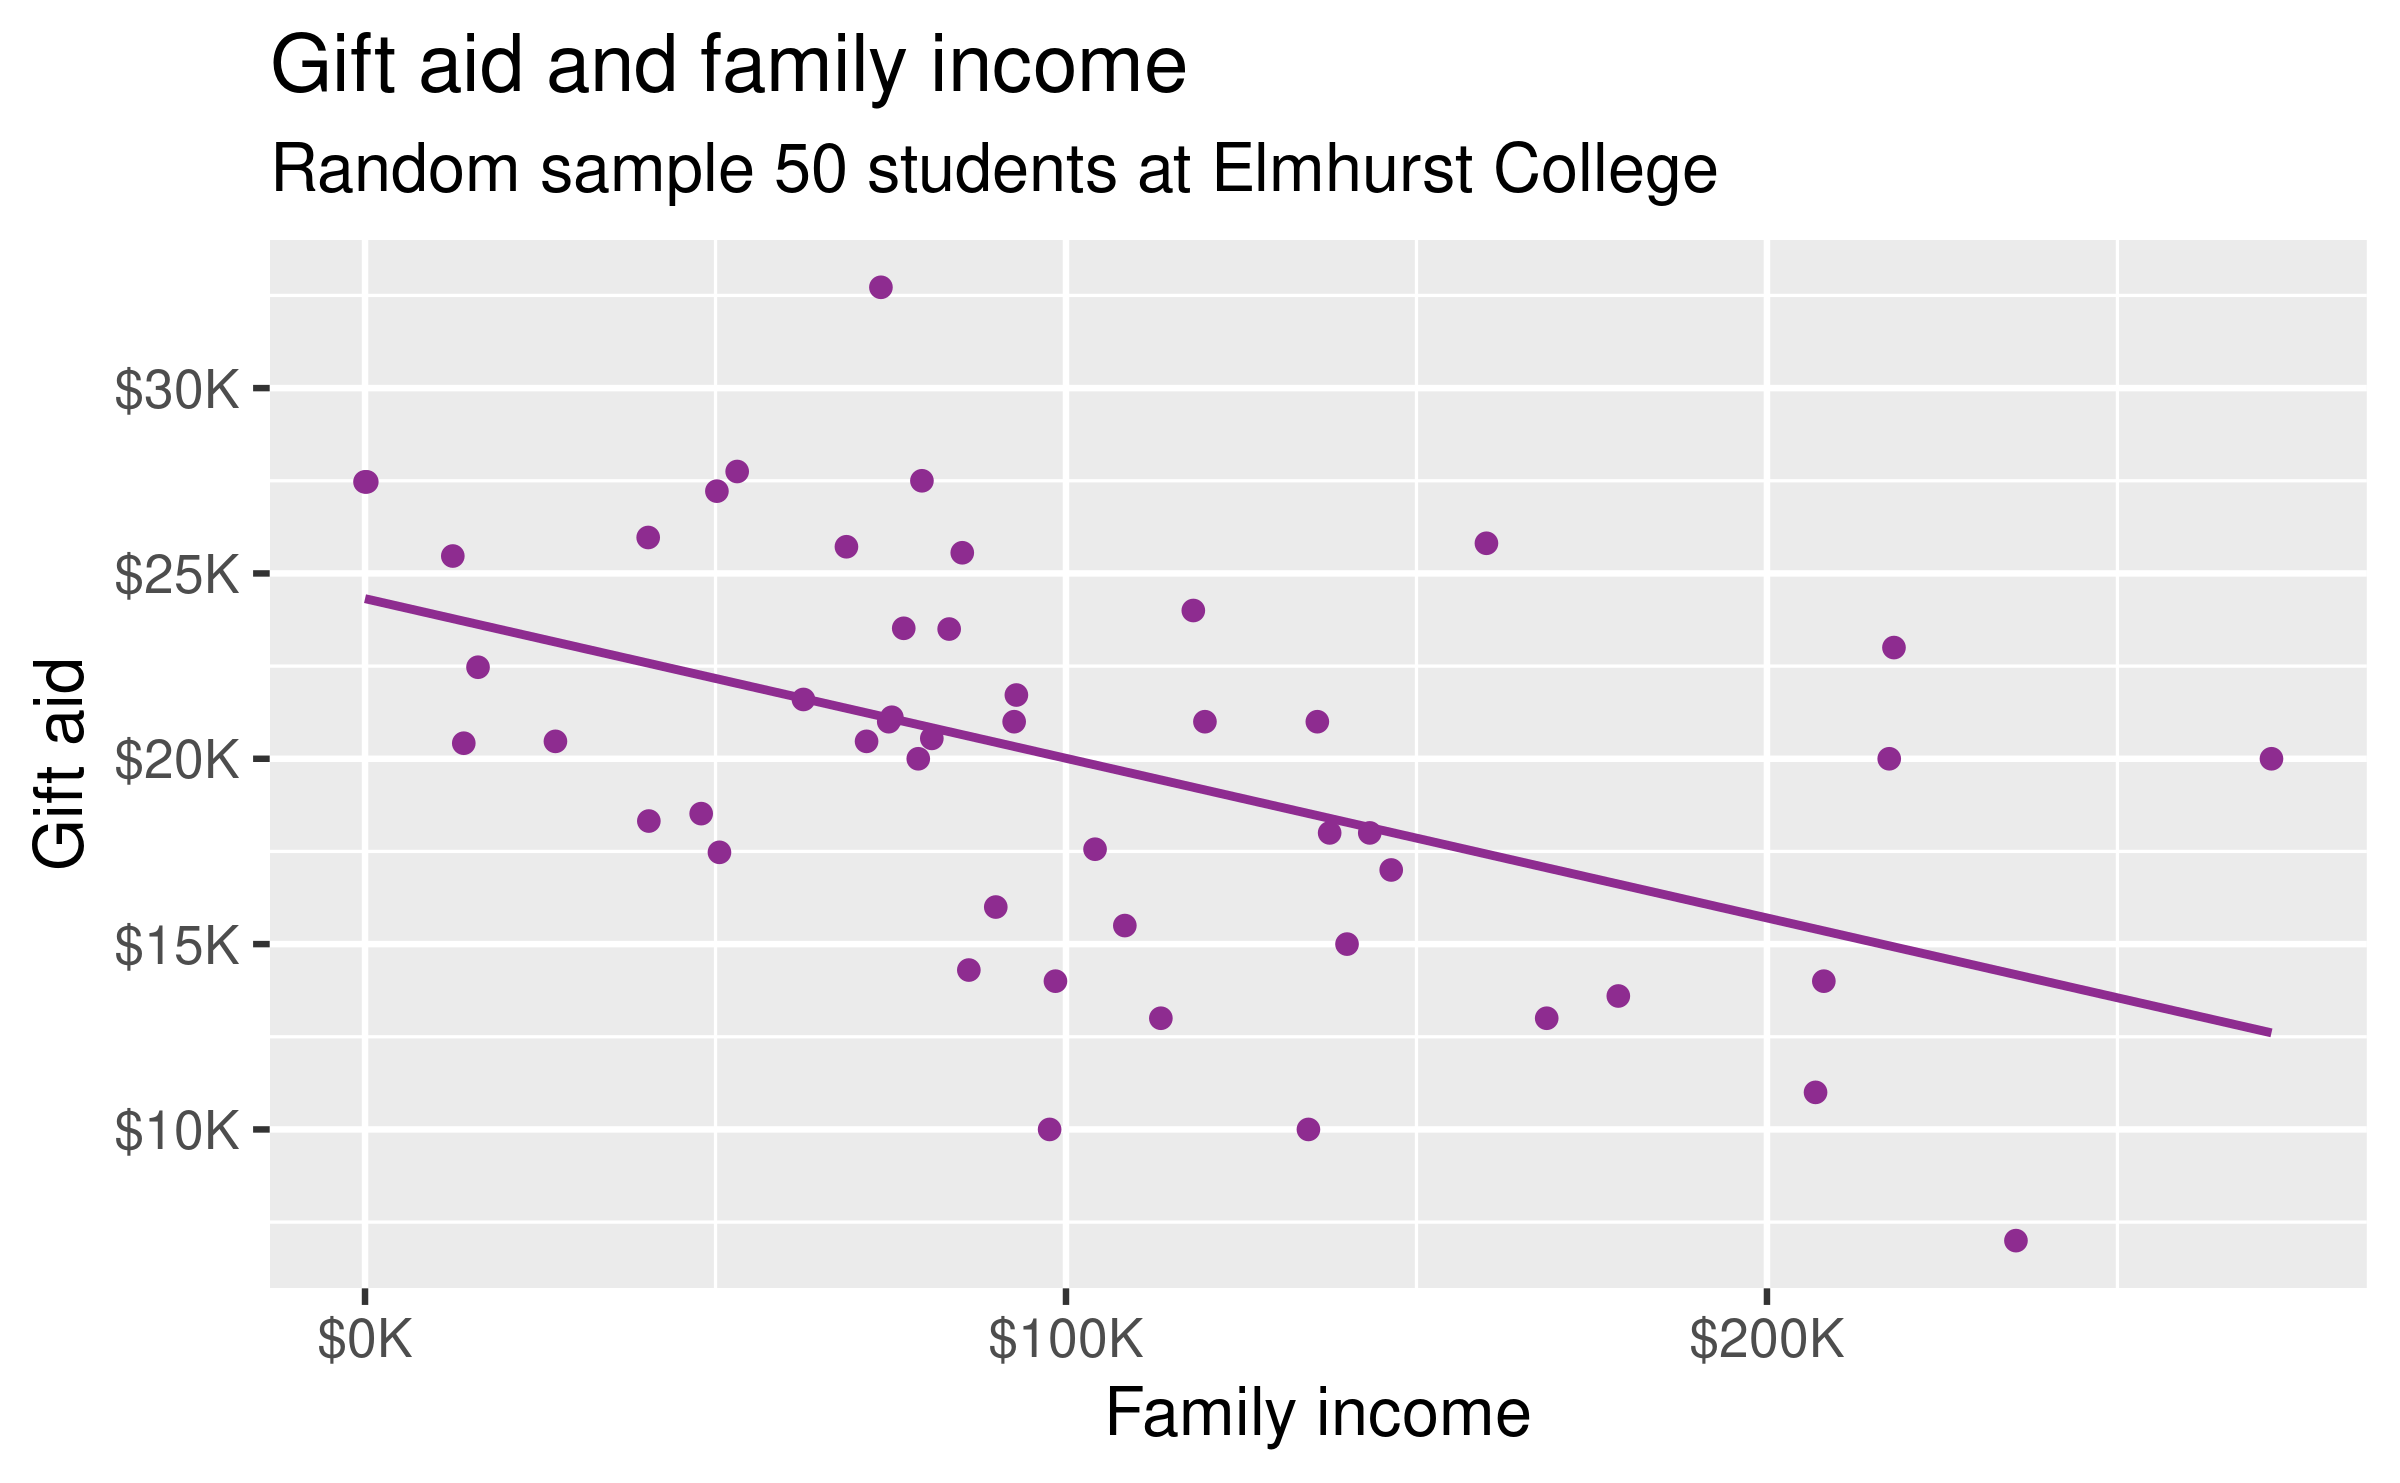 Gift aid and family income
Random sample 50 students at Elmhurst College
Gift aid
$30K
$25K
$20K
$15K
$10K
$0K
$100K
$200K
Family income